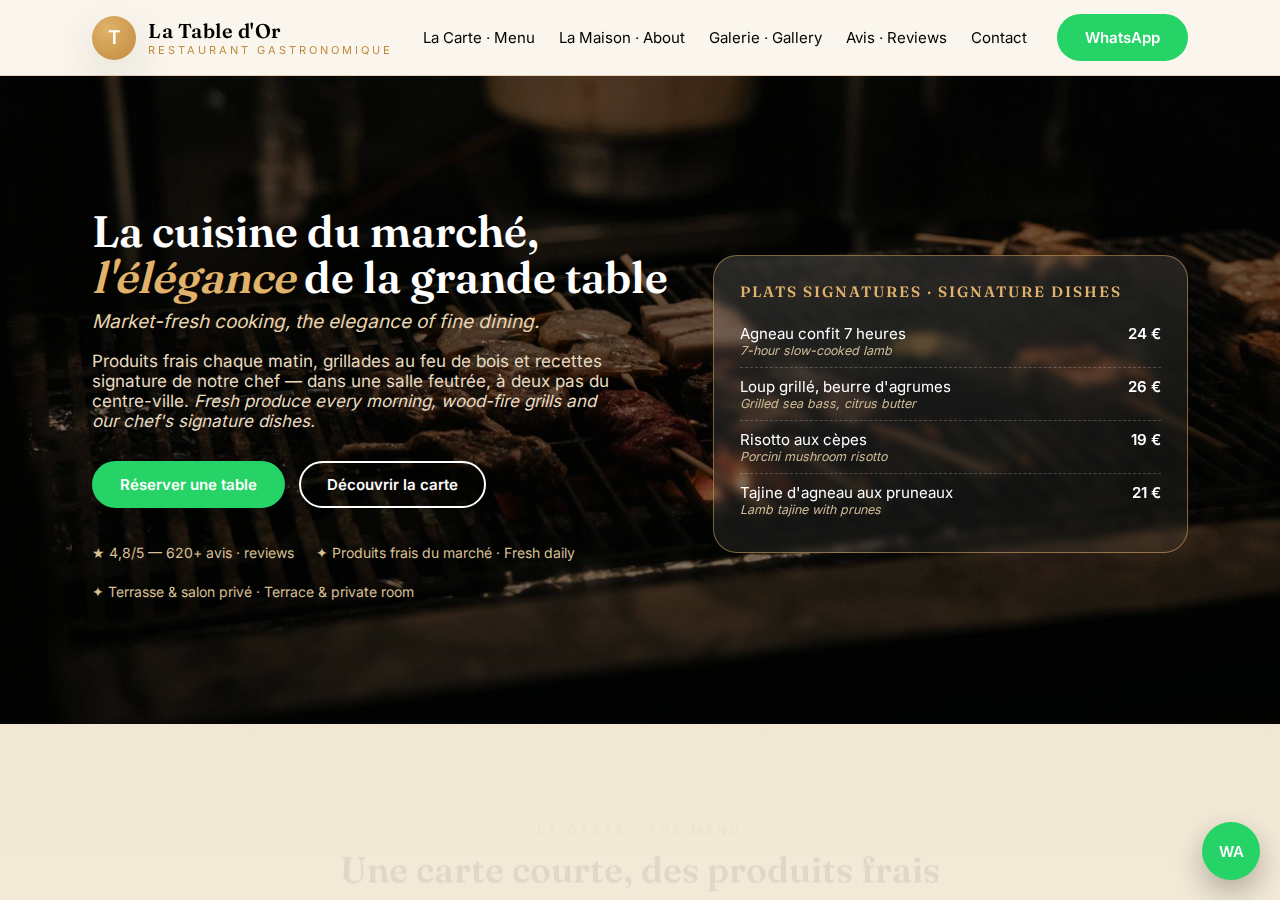 T
La Table d'Or
RESTAURANT GASTRONOMIQUE
La Carte · Menu
La Maison · About
Galerie · Gallery
Avis · Reviews
Contact
WhatsApp
La cuisine du marché,
l'élégance de la grande table
Market-fresh cooking, the elegance of fine dining.
Produits frais chaque matin, grillades au feu de bois et recettes
signature de notre chef — dans une salle feutrée, à deux pas du
centre-ville. Fresh produce every morning, wood-fire grills and
our chef's signature dishes.
Réserver une table
Découvrir la carte
★ 4,8/5 — 620+ avis · reviews
✦ Produits frais du marché · Fresh daily
✦ Terrasse & salon privé · Terrace & private room
PLATS SIGNATURES · SIGNATURE DISHES
Agneau confit 7 heures 24 €
7-hour slow-cooked lamb
Loup grillé, beurre d'agrumes 26 €
Grilled sea bass, citrus butter
Risotto aux cèpes 19 €
Porcini mushroom risotto
Tajine d'agneau aux pruneaux 21 €
Lamb tajine with prunes
LA CARTE · THE MENU
Une carte courte, des produits frais
WA